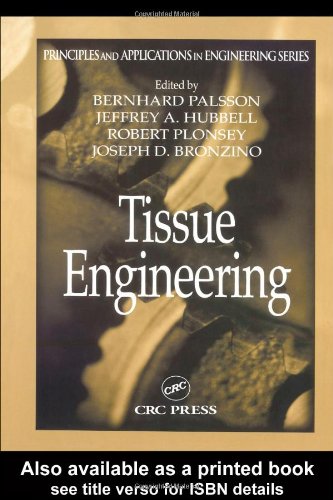 PRINCIPLES AND APPLICATIONS IN ENGINEERING SERIES
Edited by
BERNHARD PALSSON
JEFFREY A. HUBBELL
ROBERT PLONSEY
JOSEPH D. BRONZINO
Tissue
Engineering
CRC
CRC PRESS
Also available as a printed book
see title verso for ISBN details